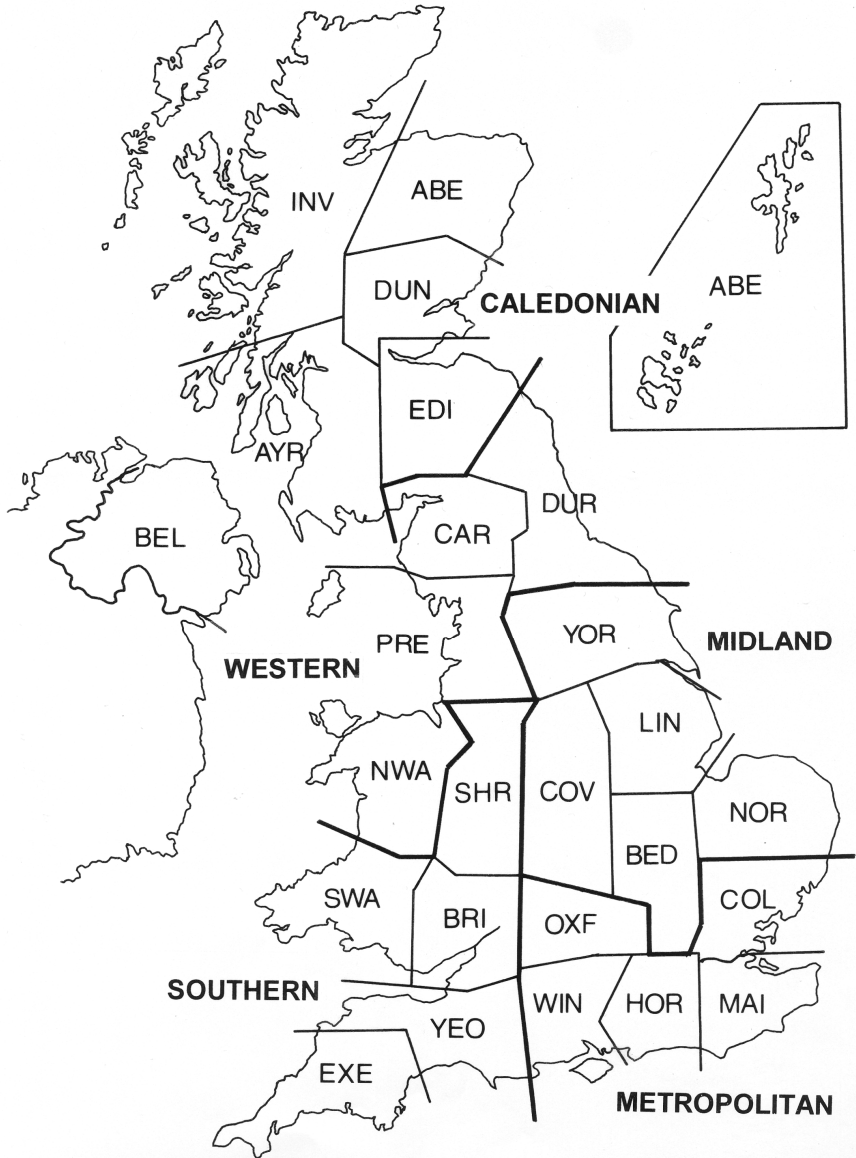 INV
ABE
ABE
DUN
CALEDONIAN
EDI
AYR
DUR
BEL
CAR
YOR
PRE
MIDLAND
WESTERN
LIN
NWA
SHR
COV
NOR
BED
SWA
COL
BRI
OXF
SOUTHERN
WIN
HOR
MAI
YEO
EXE
METROPOLITAN